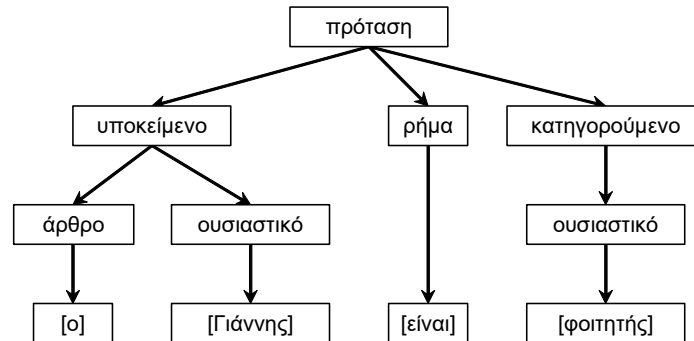 πρόταση
υποκείμενο
ρήμα
κατηγορούμενο
άρθρο
ουσιαστικό
ουσιαστικό
[ο]
[Γιάννης]
[είναι]
[φοιτητής]